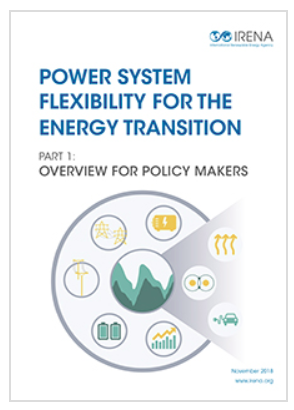 IRENA
International Renewable Energy Agency
POWER SYSTEM
FLEXIBILITY FOR THE
ENERGY TRANSITION
PART 1:
OVERVIEW FOR POLICY MAKERS
November 2018
www.irena.org